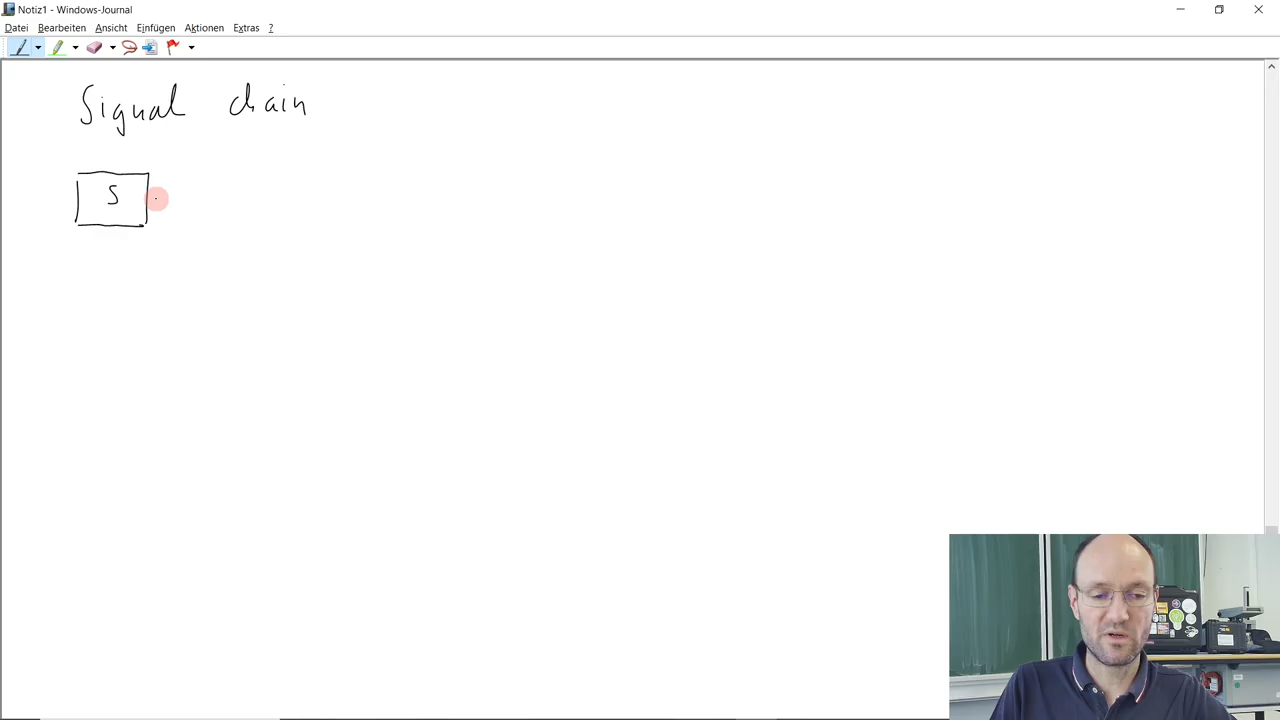 Notiz1 - Windows-Journal
Datei Bearbeiten Ansicht Einfügen Aktionen Extras ?
Signal chain
S